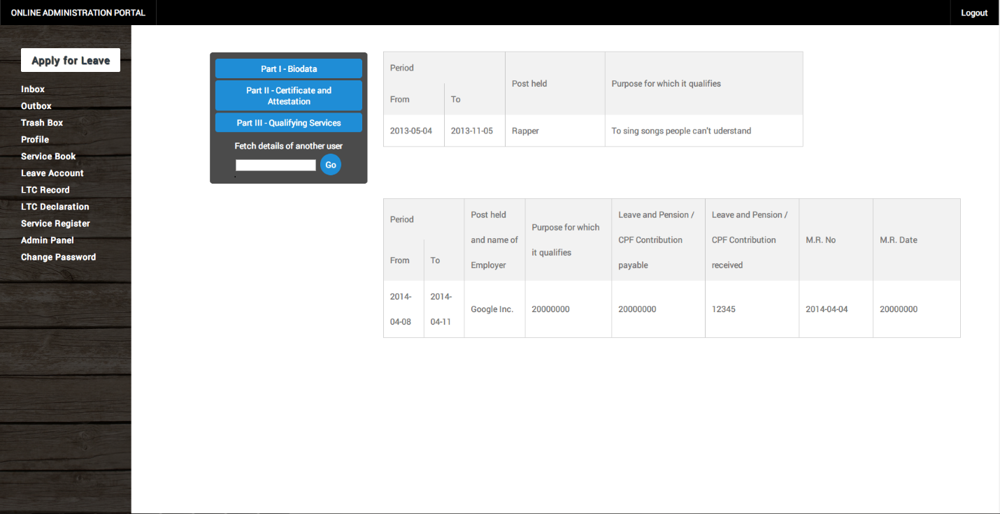 ONLINE ADMINISTRATION PORTAL
Logout
Apply for Leave
Inbox
Outbox
Trash Box
Profile
Service Book
Leave Account
LTC Record
LTC Declaration
Service Register
Admin Panel
Change Password
Part I - Biodata
Part II - Certificate and
Attestation
Part III - Qualifying Services
Fetch details of another user
Go
Period
Post held
Purpose for which it qualifies
From
To
2013-05-04
2013-11-05
Rapper
To sing songs people can't uderstand
Period
From
To
Post held
and name of
Employer
Purpose for which
it qualifies
Leave and Pension /
CPF Contribution
payable
Leave and Pension /
CPF Contribution
received
M.R. No
M.R. Date
2014-
04-08
2014-
04-11
Google Inc.
20000000
20000000
12345
2014-04-04
20000000